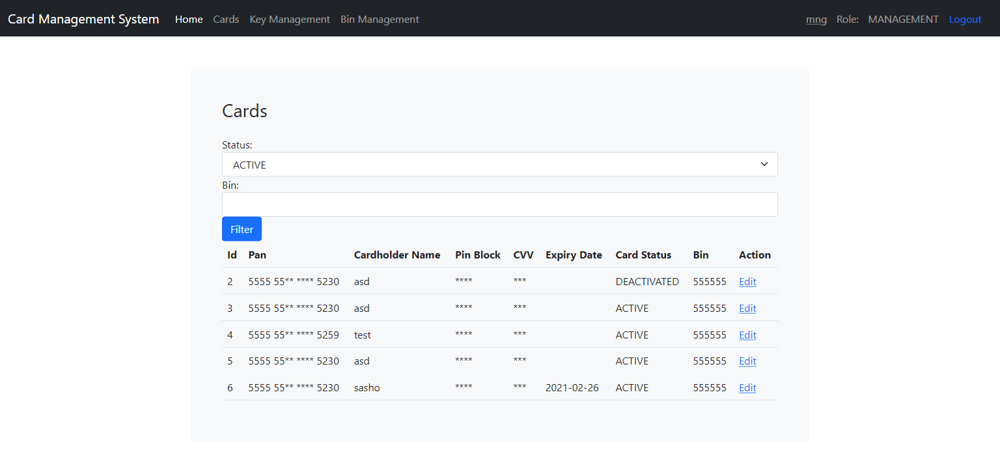 Card Management System Home Cards Key Management Bin Management mng Role: MANAGEMENT Logout
Cards
Status:
ACTIVE
Bin:
Filter
Id Pan Cardholder Name Pin Block CVV Expiry Date Card Status Bin Action
2 5555 55** **** 5230 asd **** *** DEACTIVATED 555555 Edit
3 5555 55** **** 5230 asd **** *** ACTIVE 555555 Edit
4 5555 55** **** 5259 test **** *** ACTIVE 555555 Edit
5 5555 55** **** 5230 asd **** *** ACTIVE 555555 Edit
6 5555 55** **** 5230 sasho **** *** 2021-02-26 ACTIVE 555555 Edit